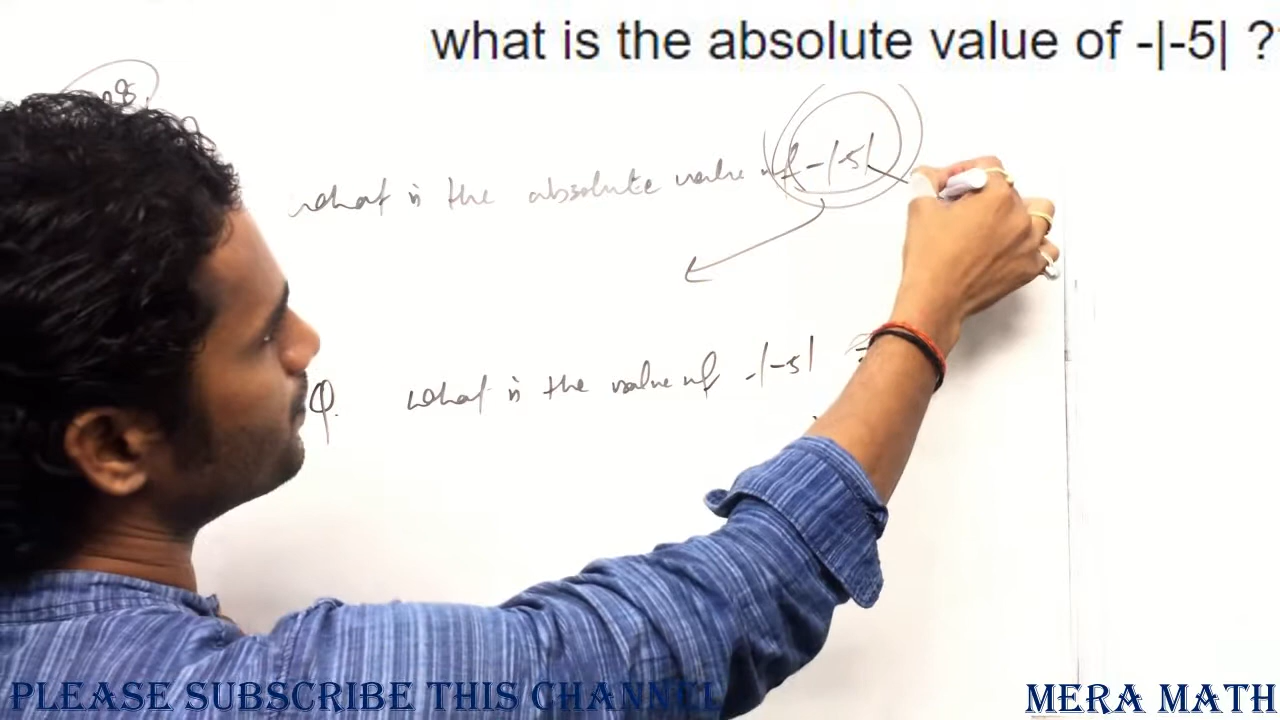 what is the absolute value of -|-5| ?
what is the absolute value of -|-5|
Q. what is the value of -|-5|
PLEASE SUBSCRIBE THIS CHANNEL
MERA MATH